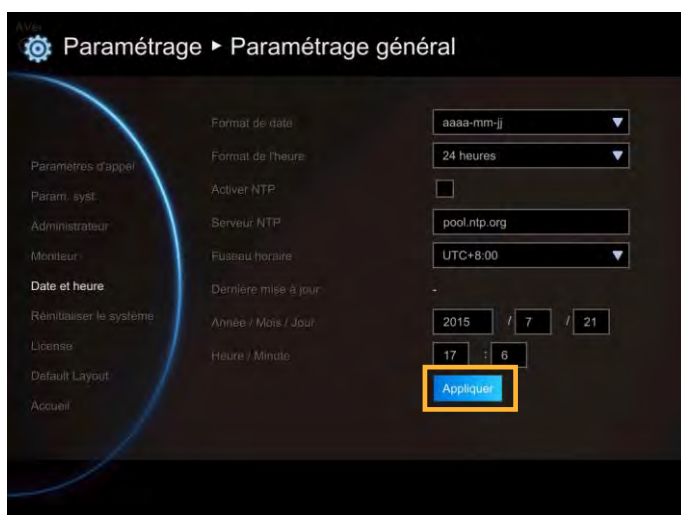 AVer
Paramétrage ► Paramétrage général
Format de date
aaaa-mm-jj
Format de l'heure
24 heures
Paramètres d'appel
Activer NTP
Param. syst.
Serveur NTP
pool.ntp.org
Administrateur
Fuseau horaire
UTC+8:00
Moniteur
Date et heure
Dernière mise à jour
-
Réinitialiser le système
Année / Mois / Jour
2015 / 7 / 21
License
Heure / Minute
17 : 6
Default Layout
Appliquer
Accueil